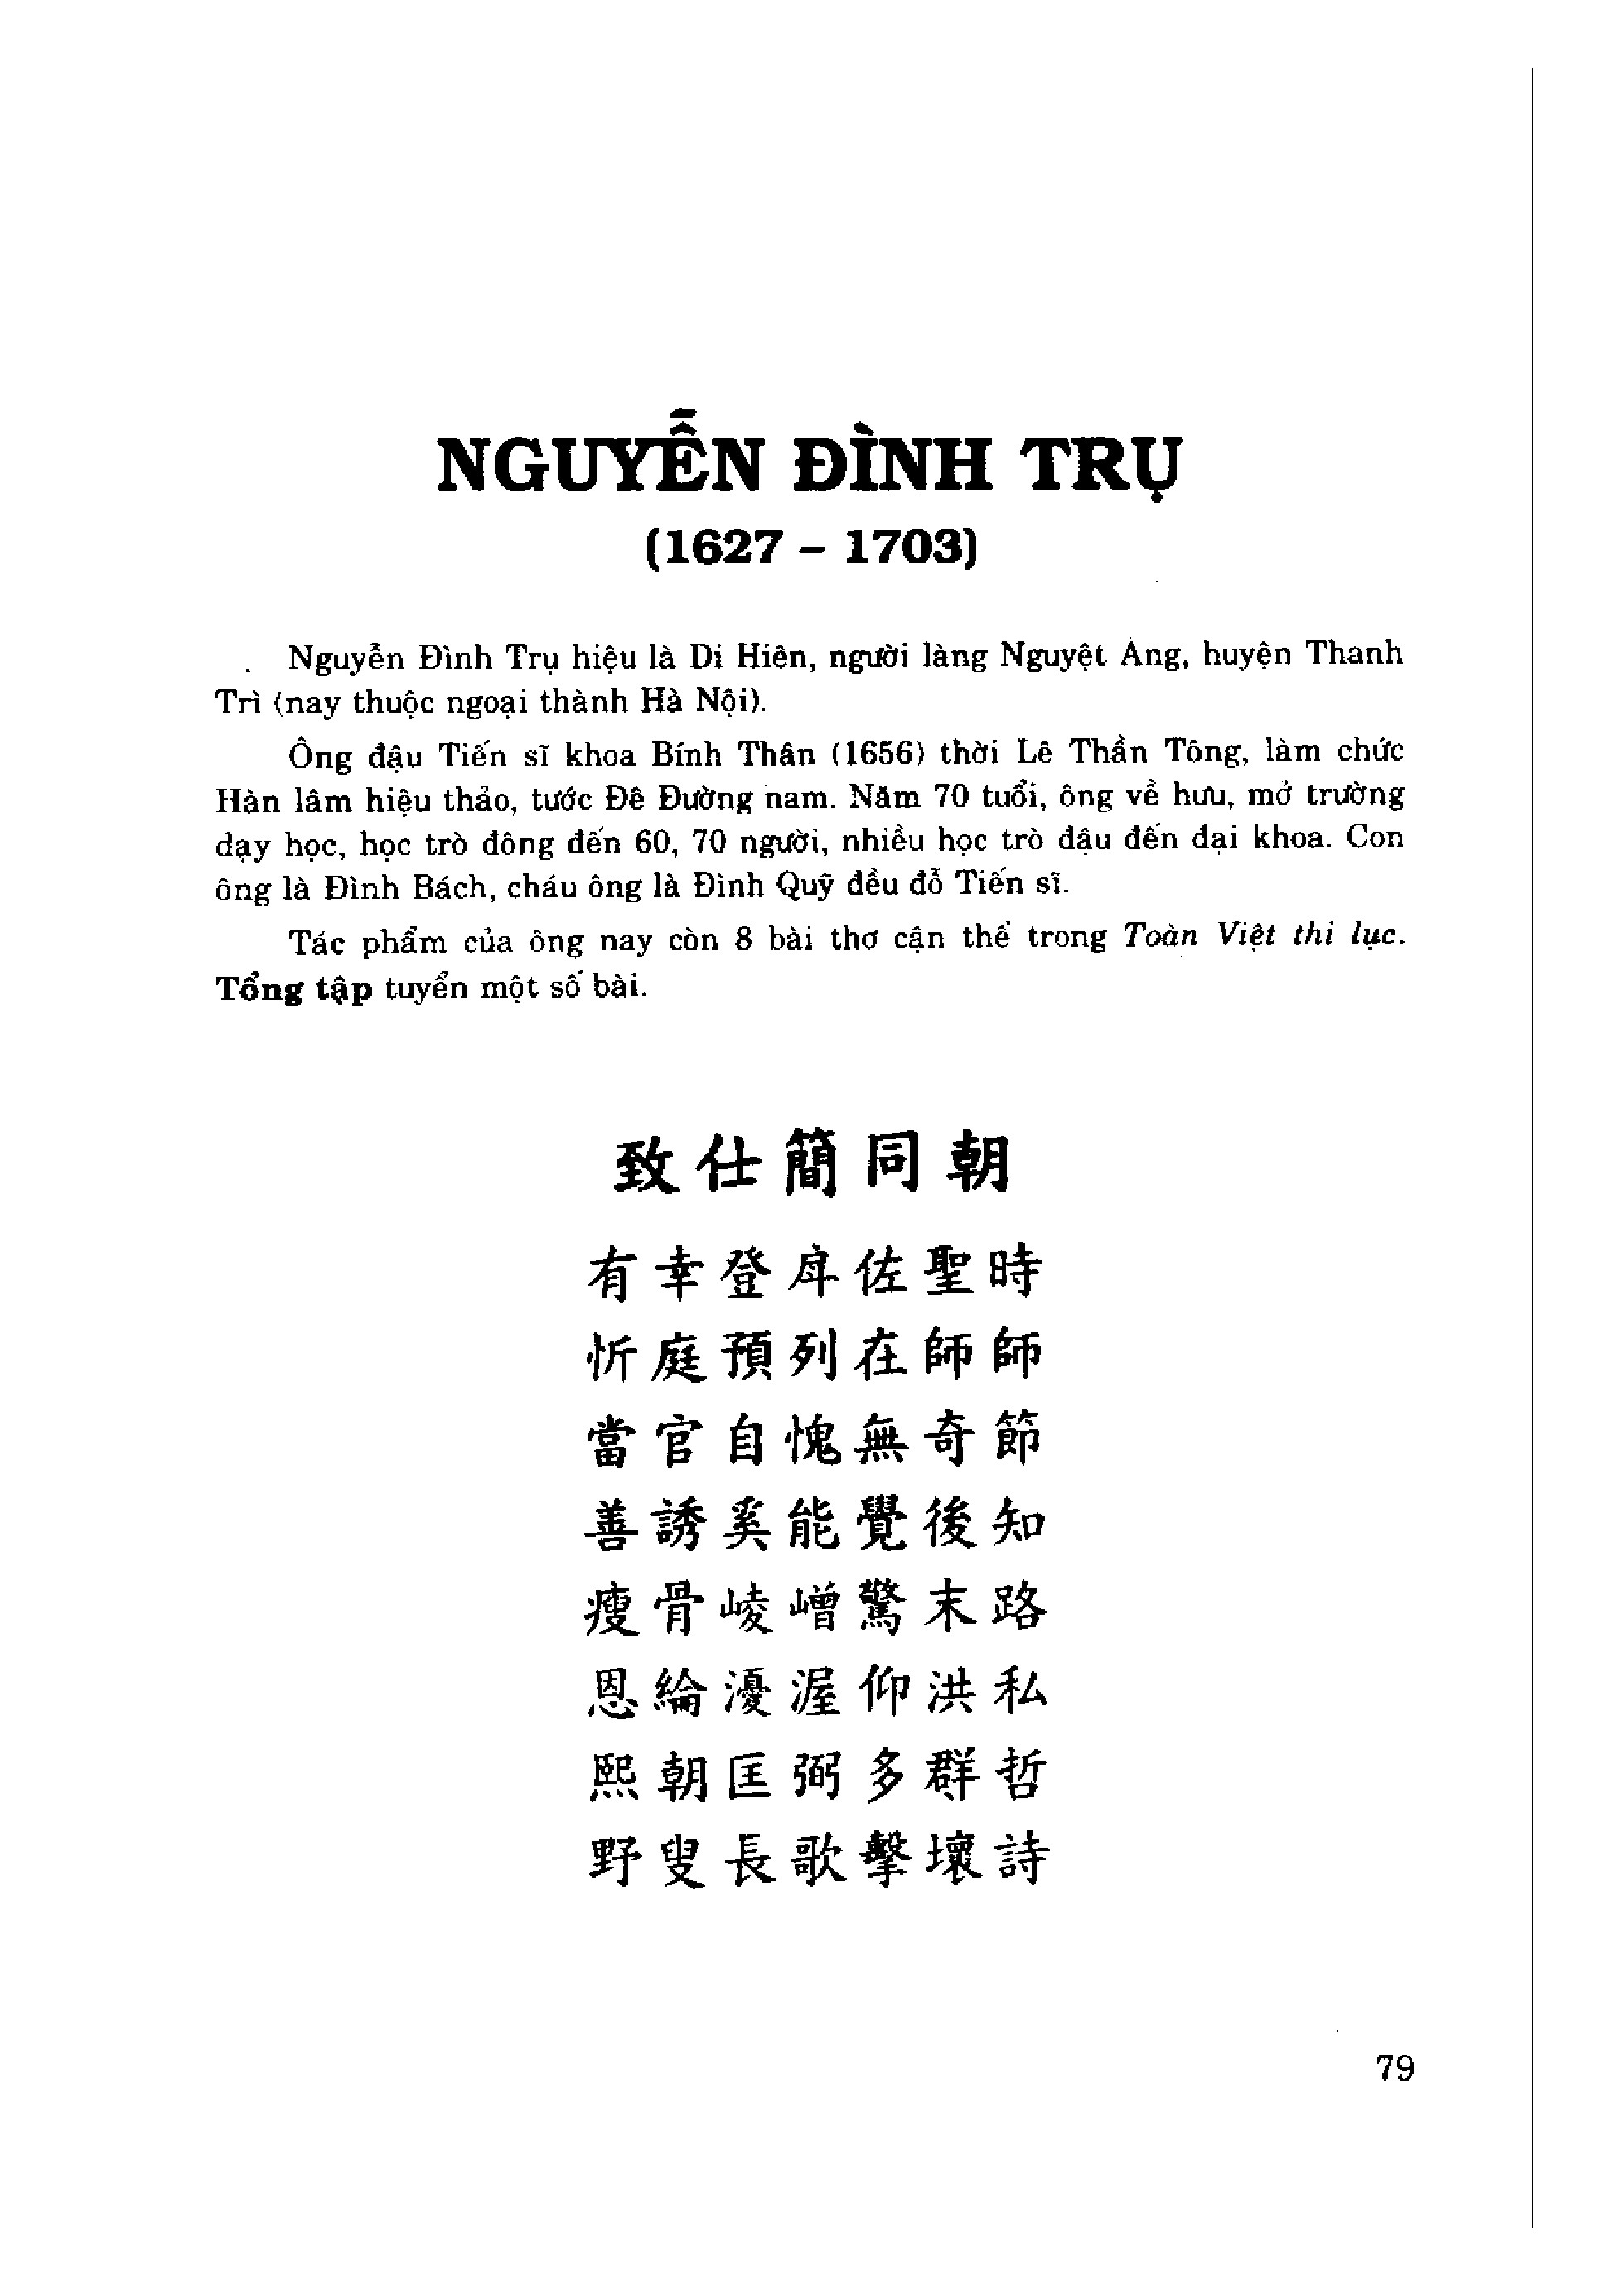 NGUYỄN ĐÌNH TRỤ
(1627 – 1703)
Nguyễn Đình Trụ hiệu là Di Hiên, người làng Nguyệt Áng, huyện Thanh
Trì (nay thuộc ngoại thành Hà Nội).
Ông đậu Tiến sĩ khoa Bính Thân (1656) thời Lê Thần Tông, làm chức
Hàn lâm hiệu thảo, tước Đê Đường nam. Năm 70 tuổi, ông về hưu, mở trường
dạy học, học trò đông đến 60, 70 người, nhiều học trò đậu đến đại khoa. Con
ông là Đình Bách, cháu ông là Đình Quỹ đều đỗ Tiến sĩ.
Tác phẩm của ông nay còn 8 bài thơ cận thể trong Toàn Việt thi lục.
Tổng tập tuyển một số bài.
致仕簡同朝
有幸登戽佐聖時
忻庭預列在師師
當官自愧無奇節
善誘奚能覺後知
瘦骨崚嶒驚末路
恩綸瀀渥仰洪私
熙朝匡弼多群哲
野叟長歌擊壞詩
79